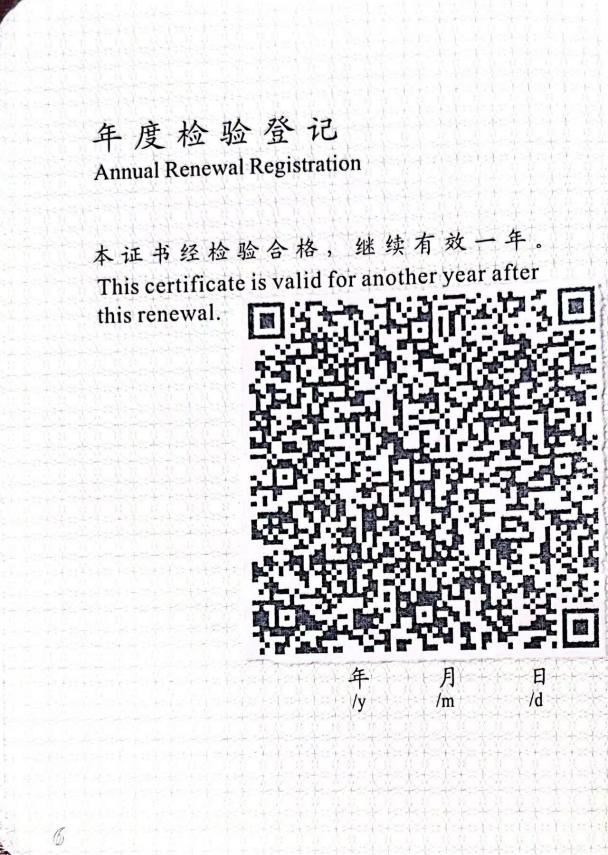 年度检验登记
Annual Renewal Registration
本证书经检验合格，继续有效一年。
This certificate is valid for another year after
this renewal.
年 月 日
/y /m /d
6